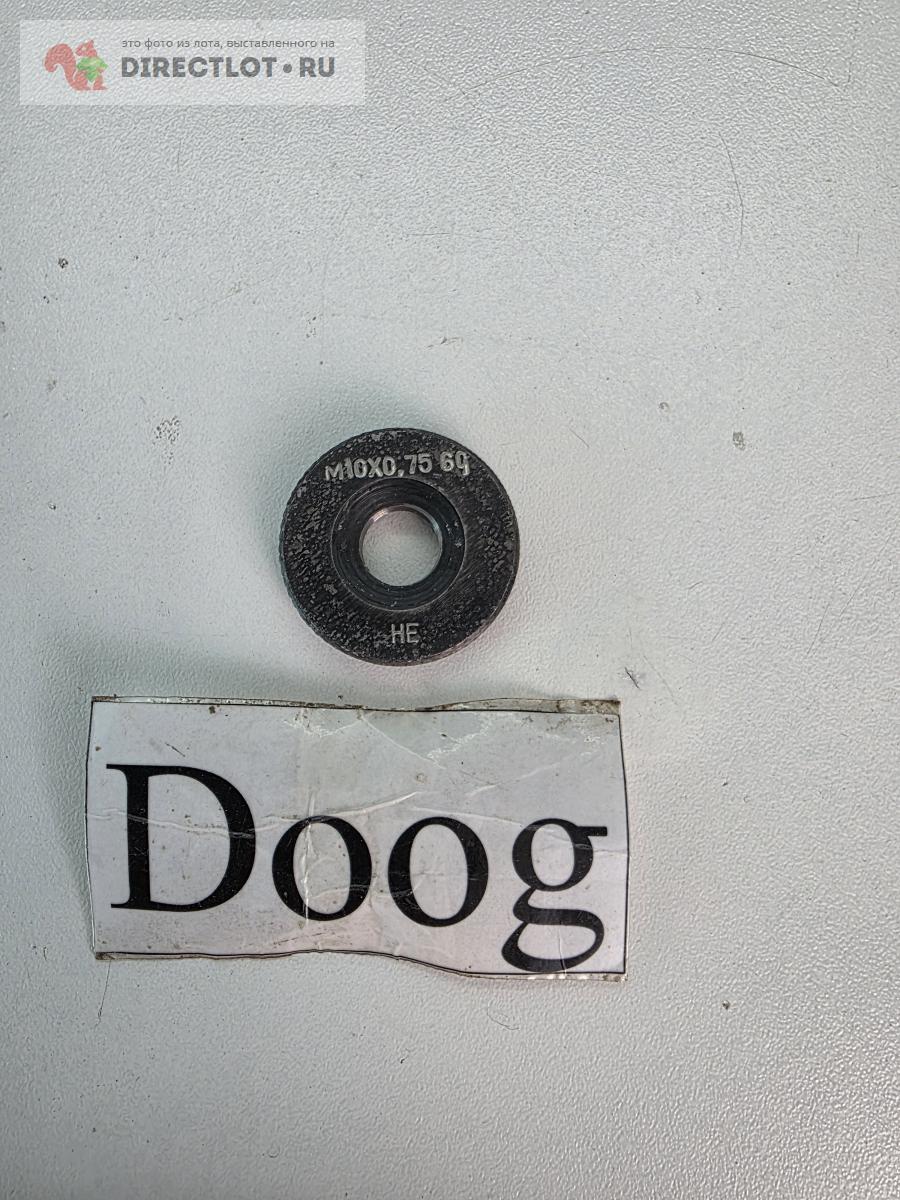 это фото из лота, выставленного на
DIRECTLOT•RU
M10X0,75 6g
HE
Doog